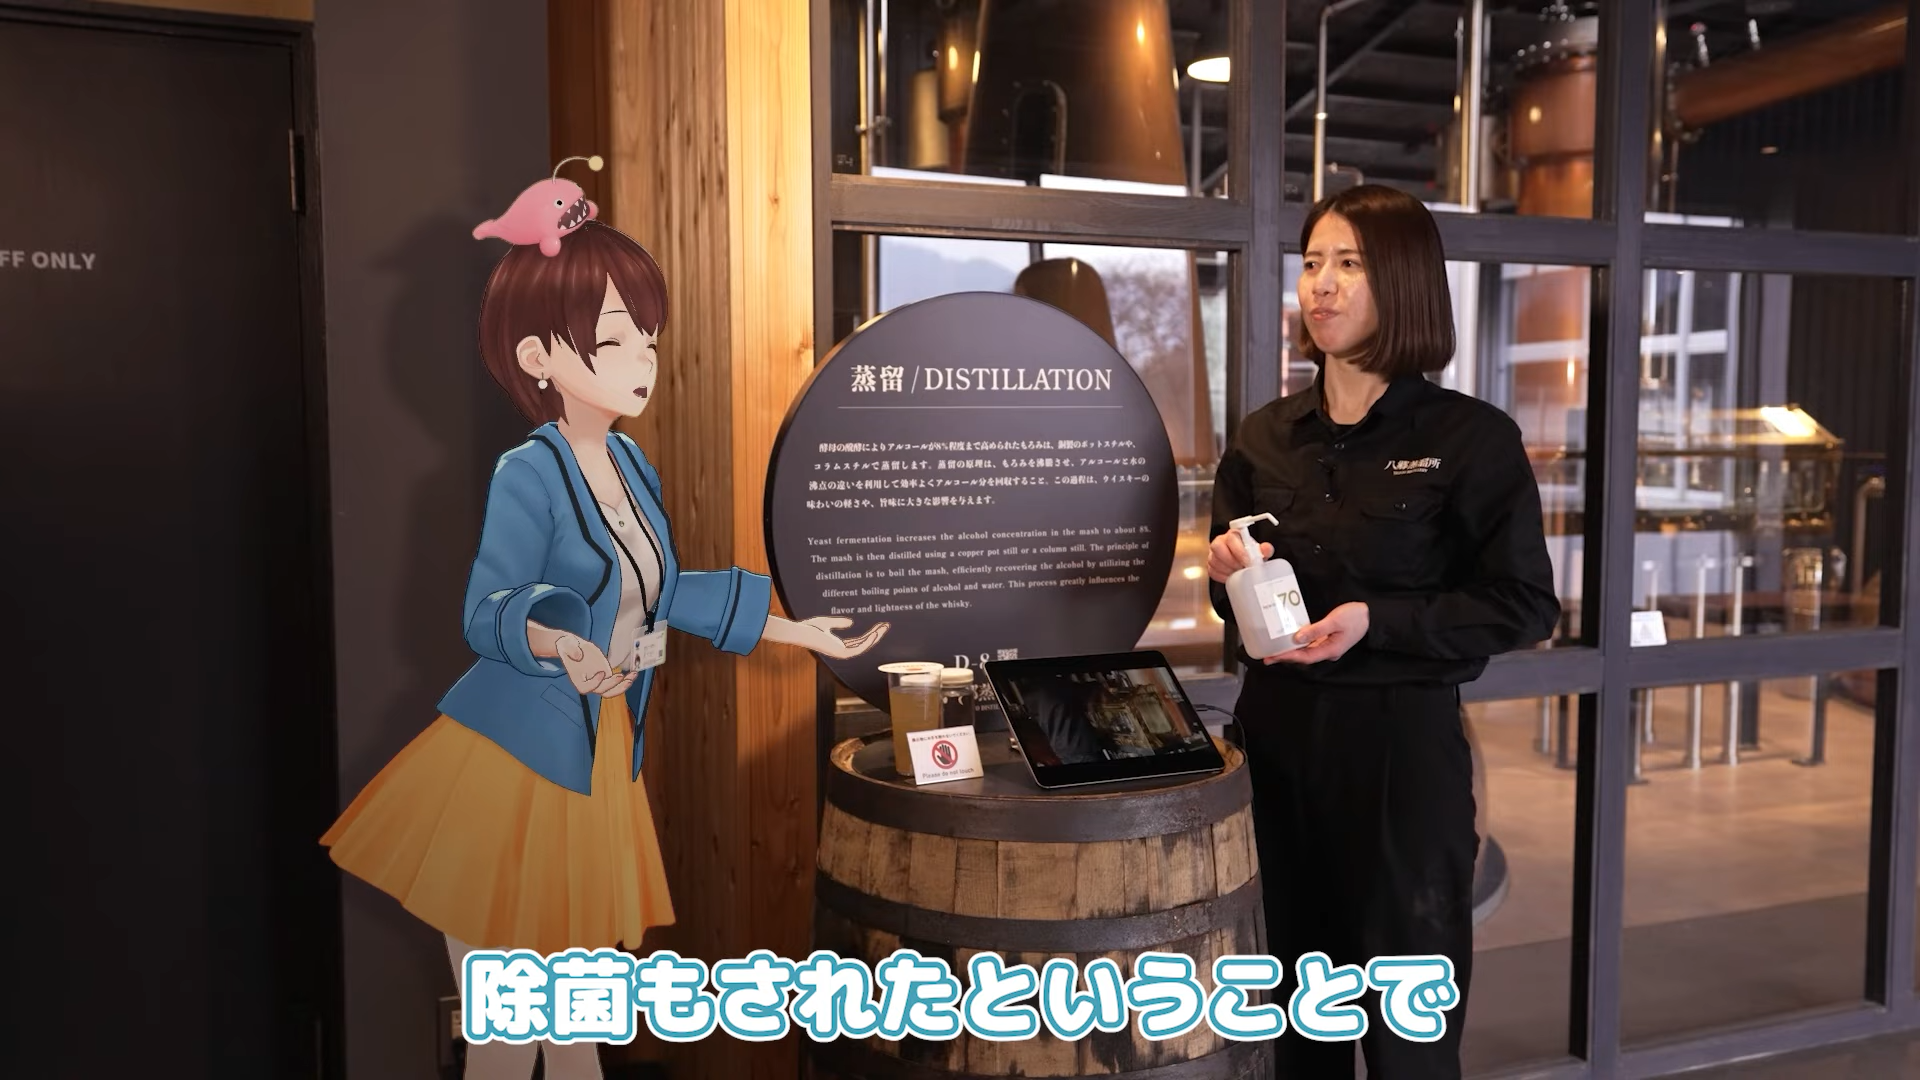 FF ONLY
蒸留/DISTILLATION
酵母の醗酵によりアルコールが8%程度まで高められたもろみは、銅製のポットスチルや、
コラムスチルで蒸留します。蒸留の原理は、もろみを沸騰させ、アルコールと水の
沸点の違いを利用して効率よくアルコール分を回収すること。この過程は、ウイスキーの
味わいの軽さや、旨味に大きな影響を与えます。
Yeast fermentation increases the alcohol concentration in the mash to about 8%.
The mash is then distilled using a copper pot still or a column still. The principle of
distillation is to boil the mash, efficiently recovering the alcohol by utilizing the
different boiling points of alcohol and water. This process greatly influences the
flavor and lightness of the whisky.
D-8
八郷蒸留所
70
Please do not touch
除菌もされたということで